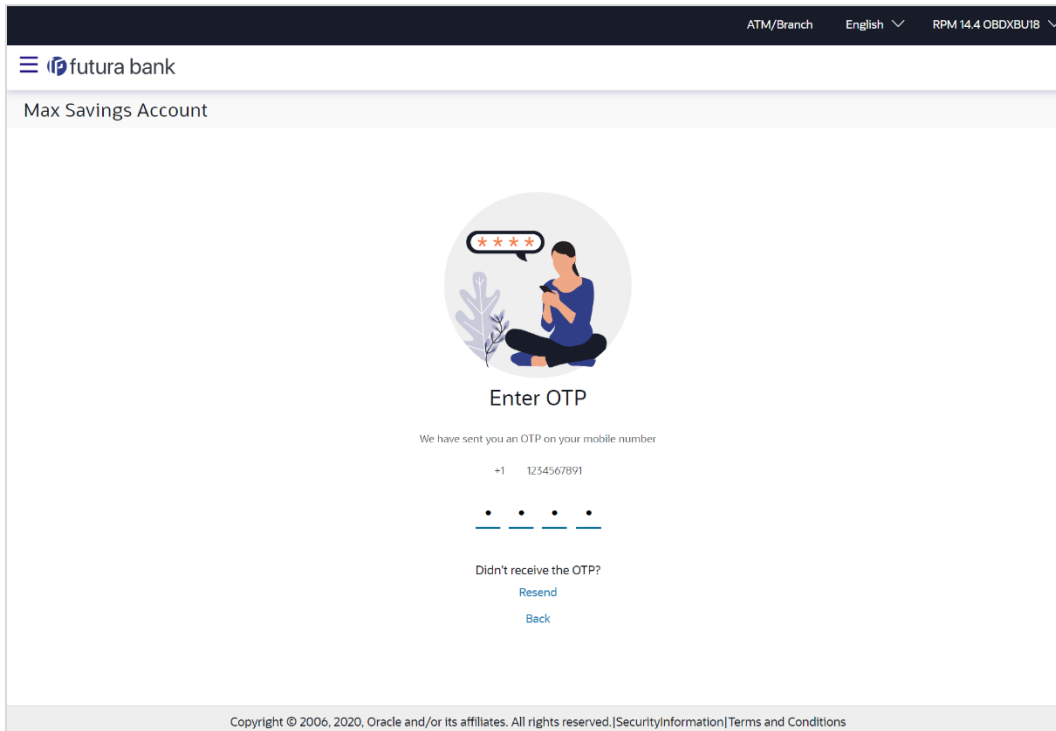 ATM/Branch English RPM 14.4 OBDXBU18
futura bank
Max Savings Account
* * * *
Enter OTP
We have sent you an OTP on your mobile number
+1 1234567891
• • • •
Didn't receive the OTP?
Resend
Back
Copyright © 2006, 2020, Oracle and/or its affiliates. All rights reserved.|SecurityInformation|Terms and Conditions